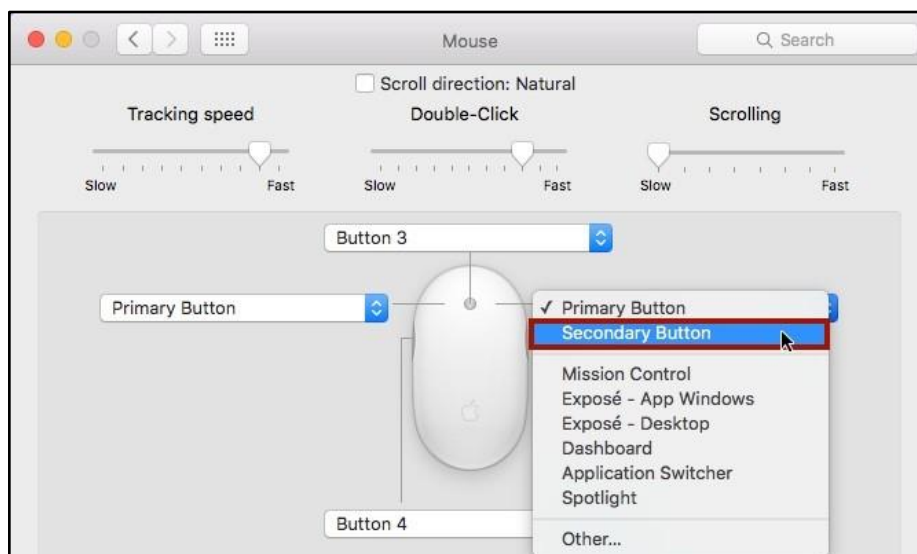 Mouse
Search
Scroll direction: Natural
Tracking speed
Double-Click
Scrolling
Slow Fast
Slow Fast
Slow Fast
Button 3
Primary Button
✓ Primary Button
Secondary Button
Mission Control
Exposé - App Windows
Exposé - Desktop
Dashboard
Application Switcher
Spotlight
Other...
Button 4